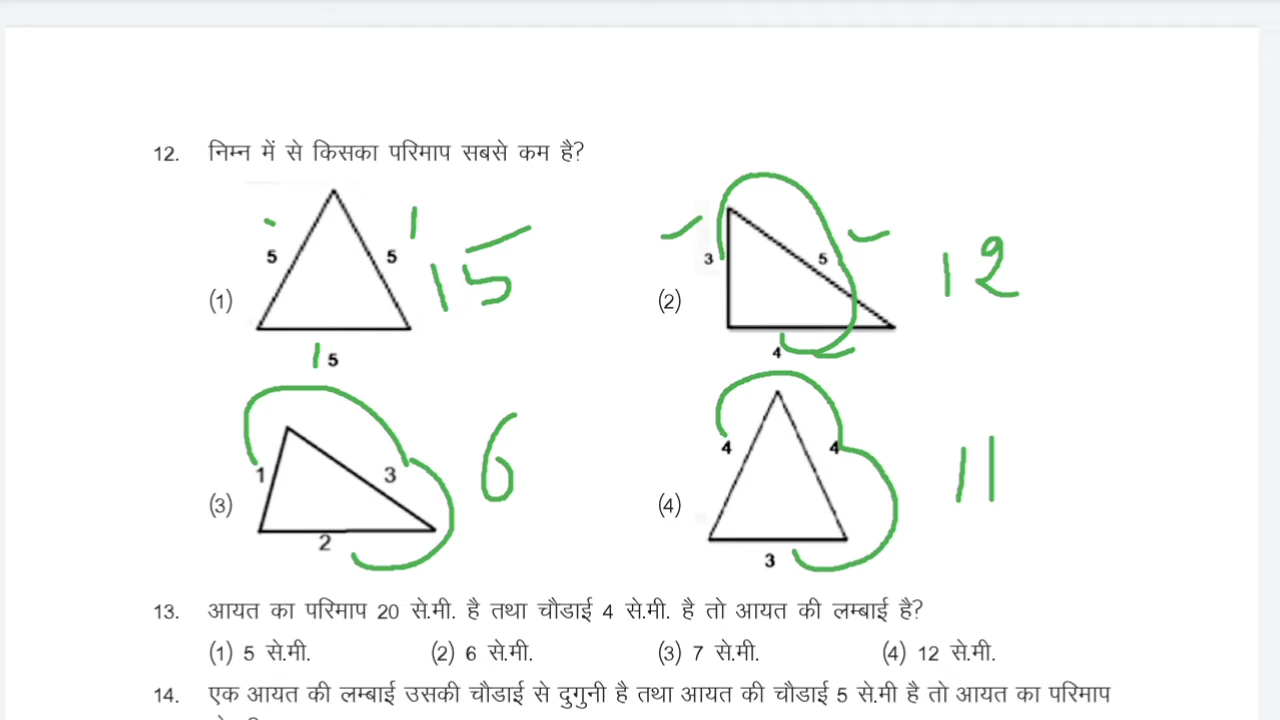 12. निम्न में से किसका परिमाप सबसे कम है?
(1) 5 5 5 15
(2) 3 5 4 12
(3) 1 3 2 6
(4) 4 4 3 11
13. आयत का परिमाप 20 से.मी. है तथा चौडाई 4 से.मी. है तो आयत की लम्बाई है?
(1) 5 से.मी. (2) 6 से.मी. (3) 7 से.मी. (4) 12 से.मी.
14. एक आयत की लम्बाई उसकी चौडाई से दुगुनी है तथा आयत की चौडाई 5 से.मी है तो आयत का परिमाप